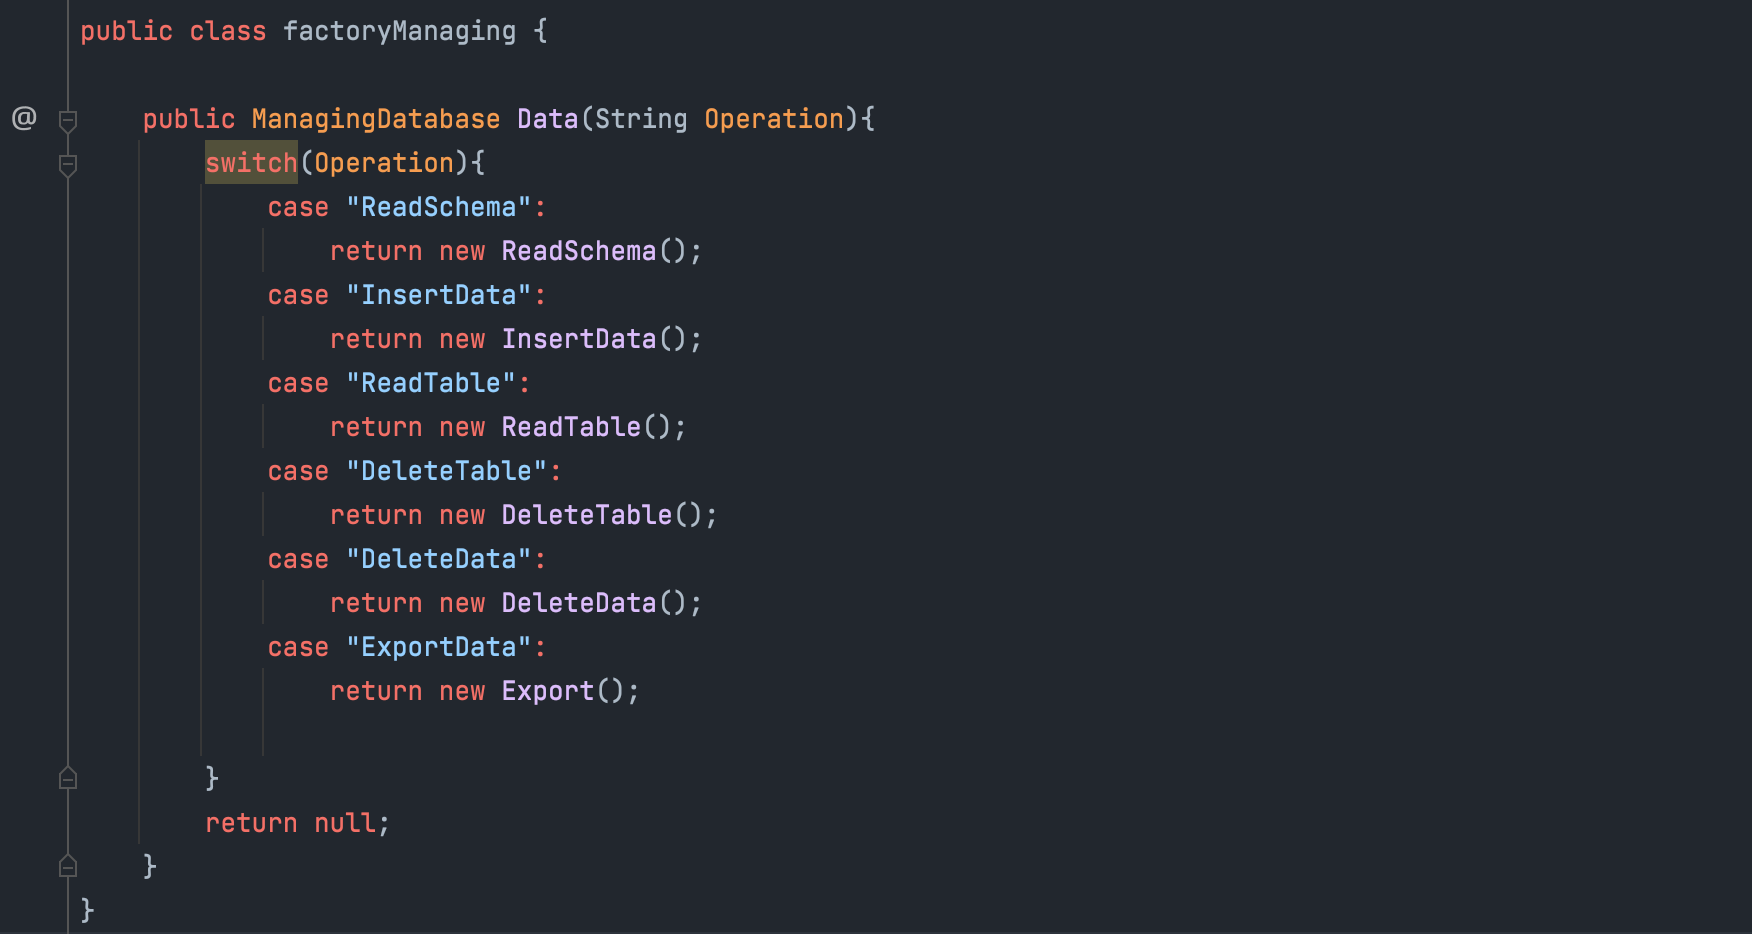 public class factoryManaging {
@ public ManagingDatabase Data(String Operation){
switch(Operation){
case "ReadSchema":
return new ReadSchema();
case "InsertData":
return new InsertData();
case "ReadTable":
return new ReadTable();
case "DeleteTable":
return new DeleteTable();
case "DeleteData":
return new DeleteData();
case "ExportData":
return new Export();
}
return null;
}
}